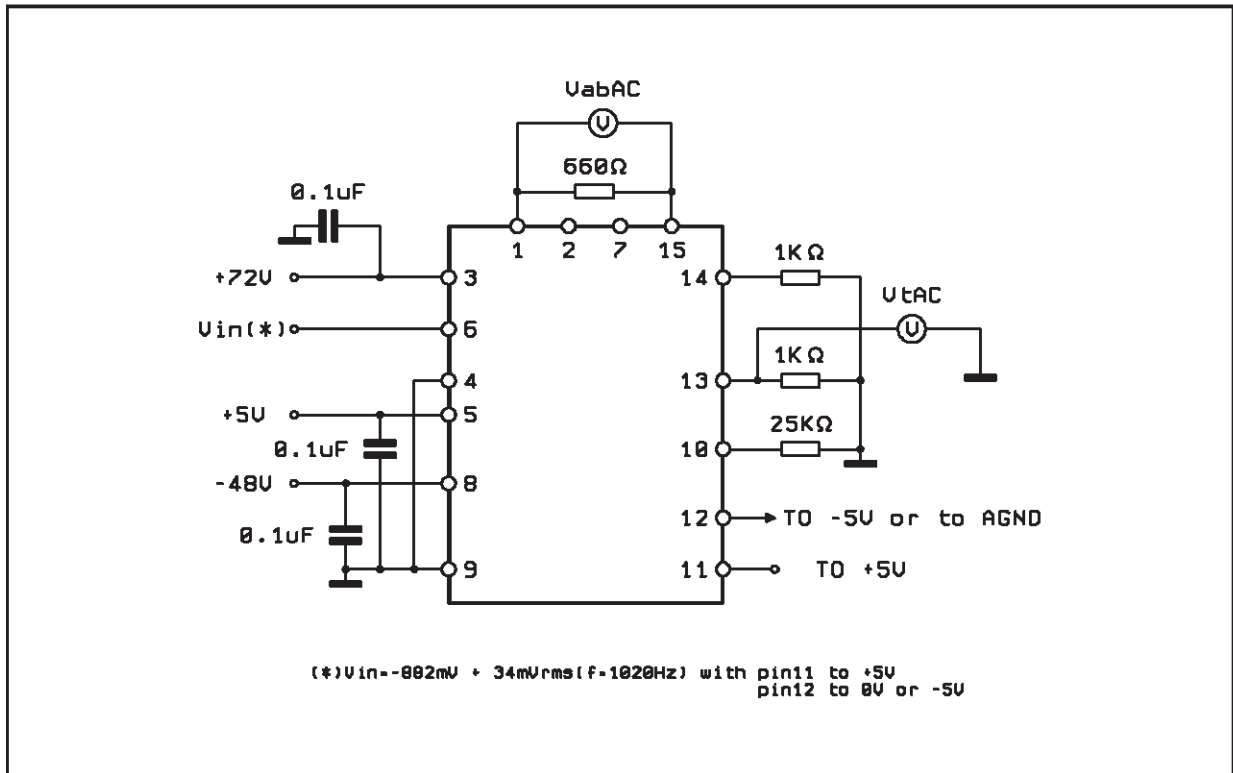 VabAC
V
660Ω
0.1uF
1 2 7 15
+72V 3
14 1KΩ
VtAC
V
Vin(*) 6
4
13 1KΩ
+5V 5
0.1uF
10 25KΩ
-48V 8
0.1uF
12 TO -5V or to AGND
9
11 TO +5V
(*)Vin=-882mV + 34mVrms(f=1020Hz) with pin11 to +5V
pin12 to 0V or -5V